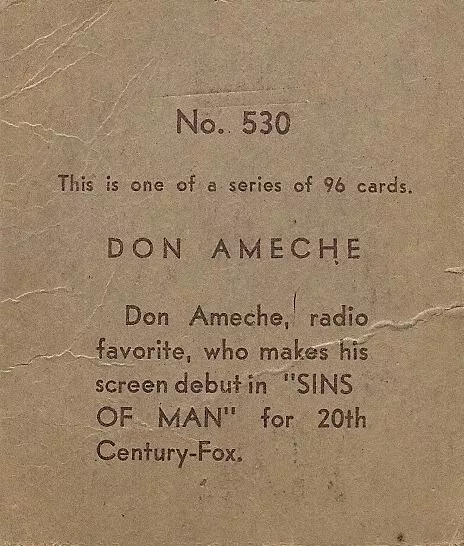 No. 530
This is one of a series of 96 cards.
DON AMECHE
Don Ameche, radio
favorite, who makes his
screen debut in "SINS
OF MAN" for 20th
Century-Fox.